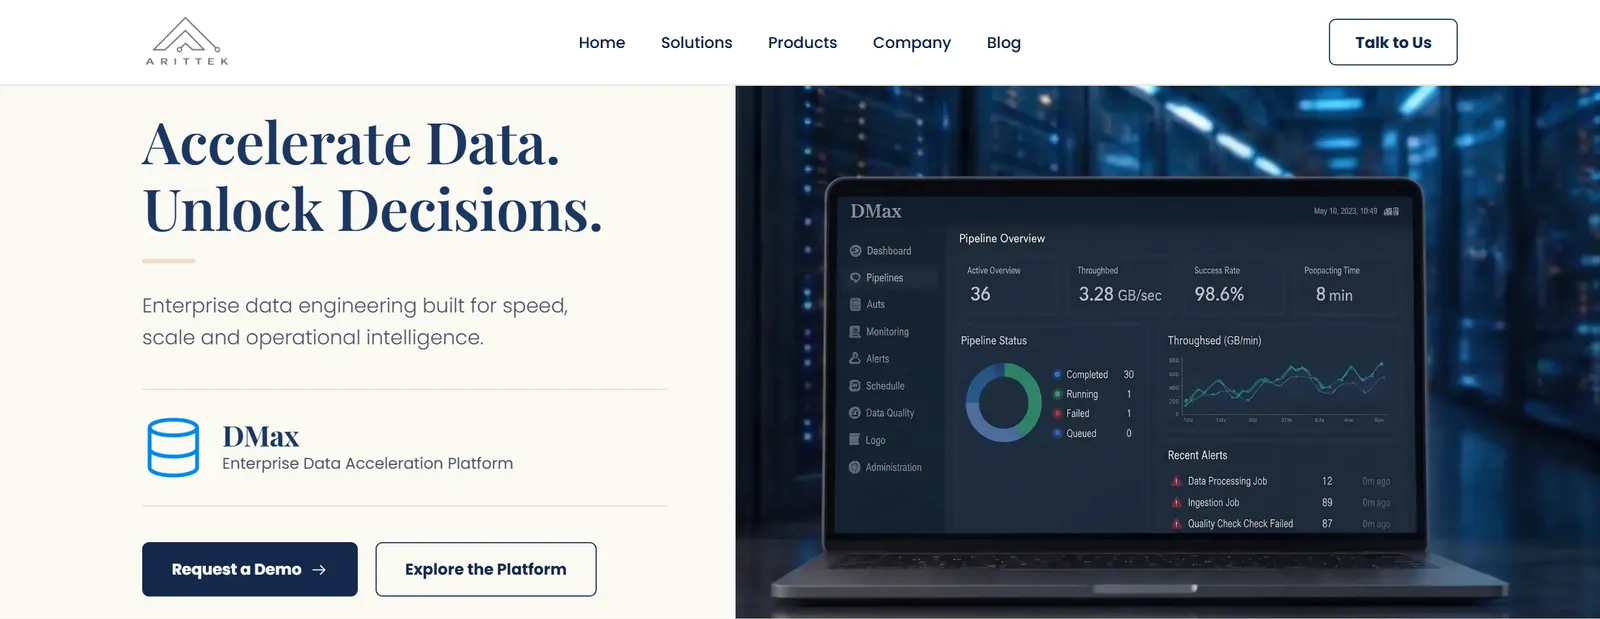 ARITTEK
Home Solutions Products Company Blog
Talk to Us
Accelerate Data.
Unlock Decisions.
Enterprise data engineering built for speed,
scale and operational intelligence.
DMax
Enterprise Data Acceleration Platform
Request a Demo →
Explore the Platform
DMax
May 10, 2023, 10:49
Dashboard
Pipelines
Auts
Monitoring
Alerts
Schedulle
Data Quality
Logo
Administration
Pipeline Overview
Active Overview
36
Throughbed
3.28 GB/sec
Success Rate
98.6%
Poopacting Time
8 min
Pipeline Status
Completed 30
Running 1
Failed 1
Queued 0
Throughsed (GB/min)
Recent Alerts
Data Processing Job 12 0m ago
Ingestion Job 89 0m ago
Quality Check Check Failed 87 0m ago